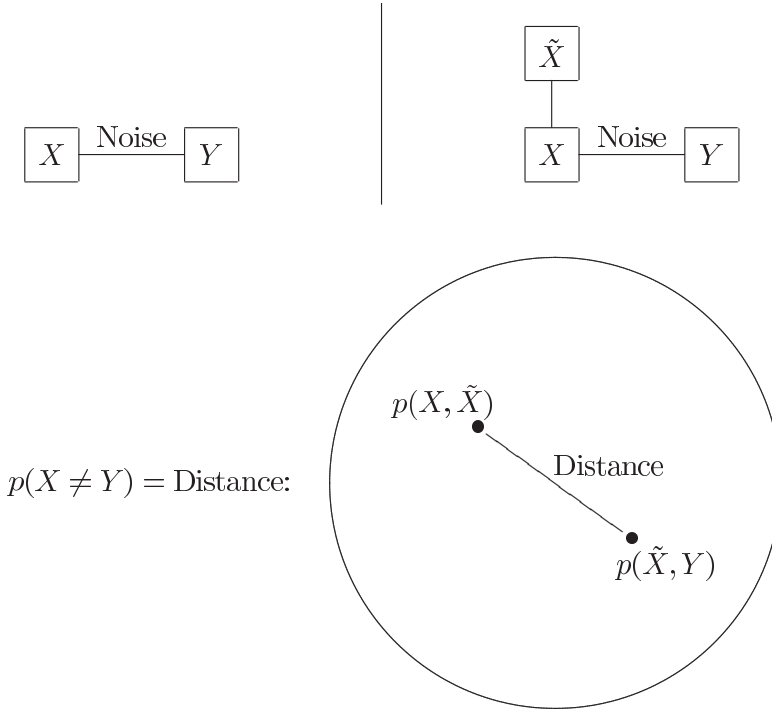 X̃
X Noise Y
X Noise Y
p(X, X̃)
Distance
p(X ≠ Y) = Distance:
p(X̃, Y)